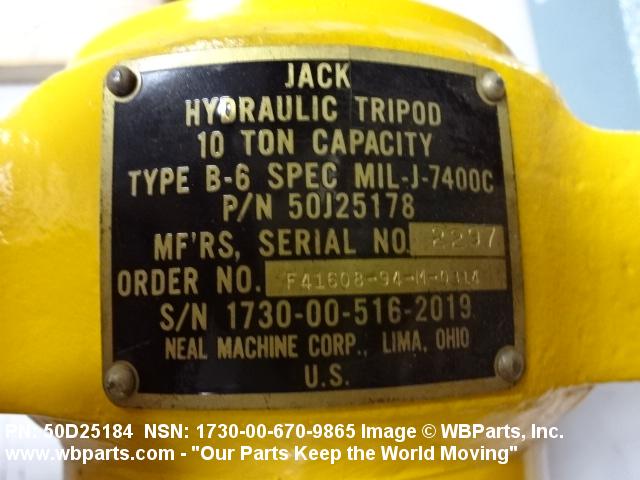 JACK
HYDRAULIC TRIPOD
10 TON CAPACITY
TYPE B-6 SPEC MIL-J-7400C
P/N 50J25178
MF'RS, SERIAL NO. 2297
ORDER NO. F41608-94-M-0314
S/N 1730-00-516-2019
NEAL MACHINE CORP., LIMA, OHIO
U.S.
PN: 50D25184 NSN: 1730-00-670-9865 Image © WBParts, Inc.
www.wbparts.com - "Our Parts Keep the World Moving"